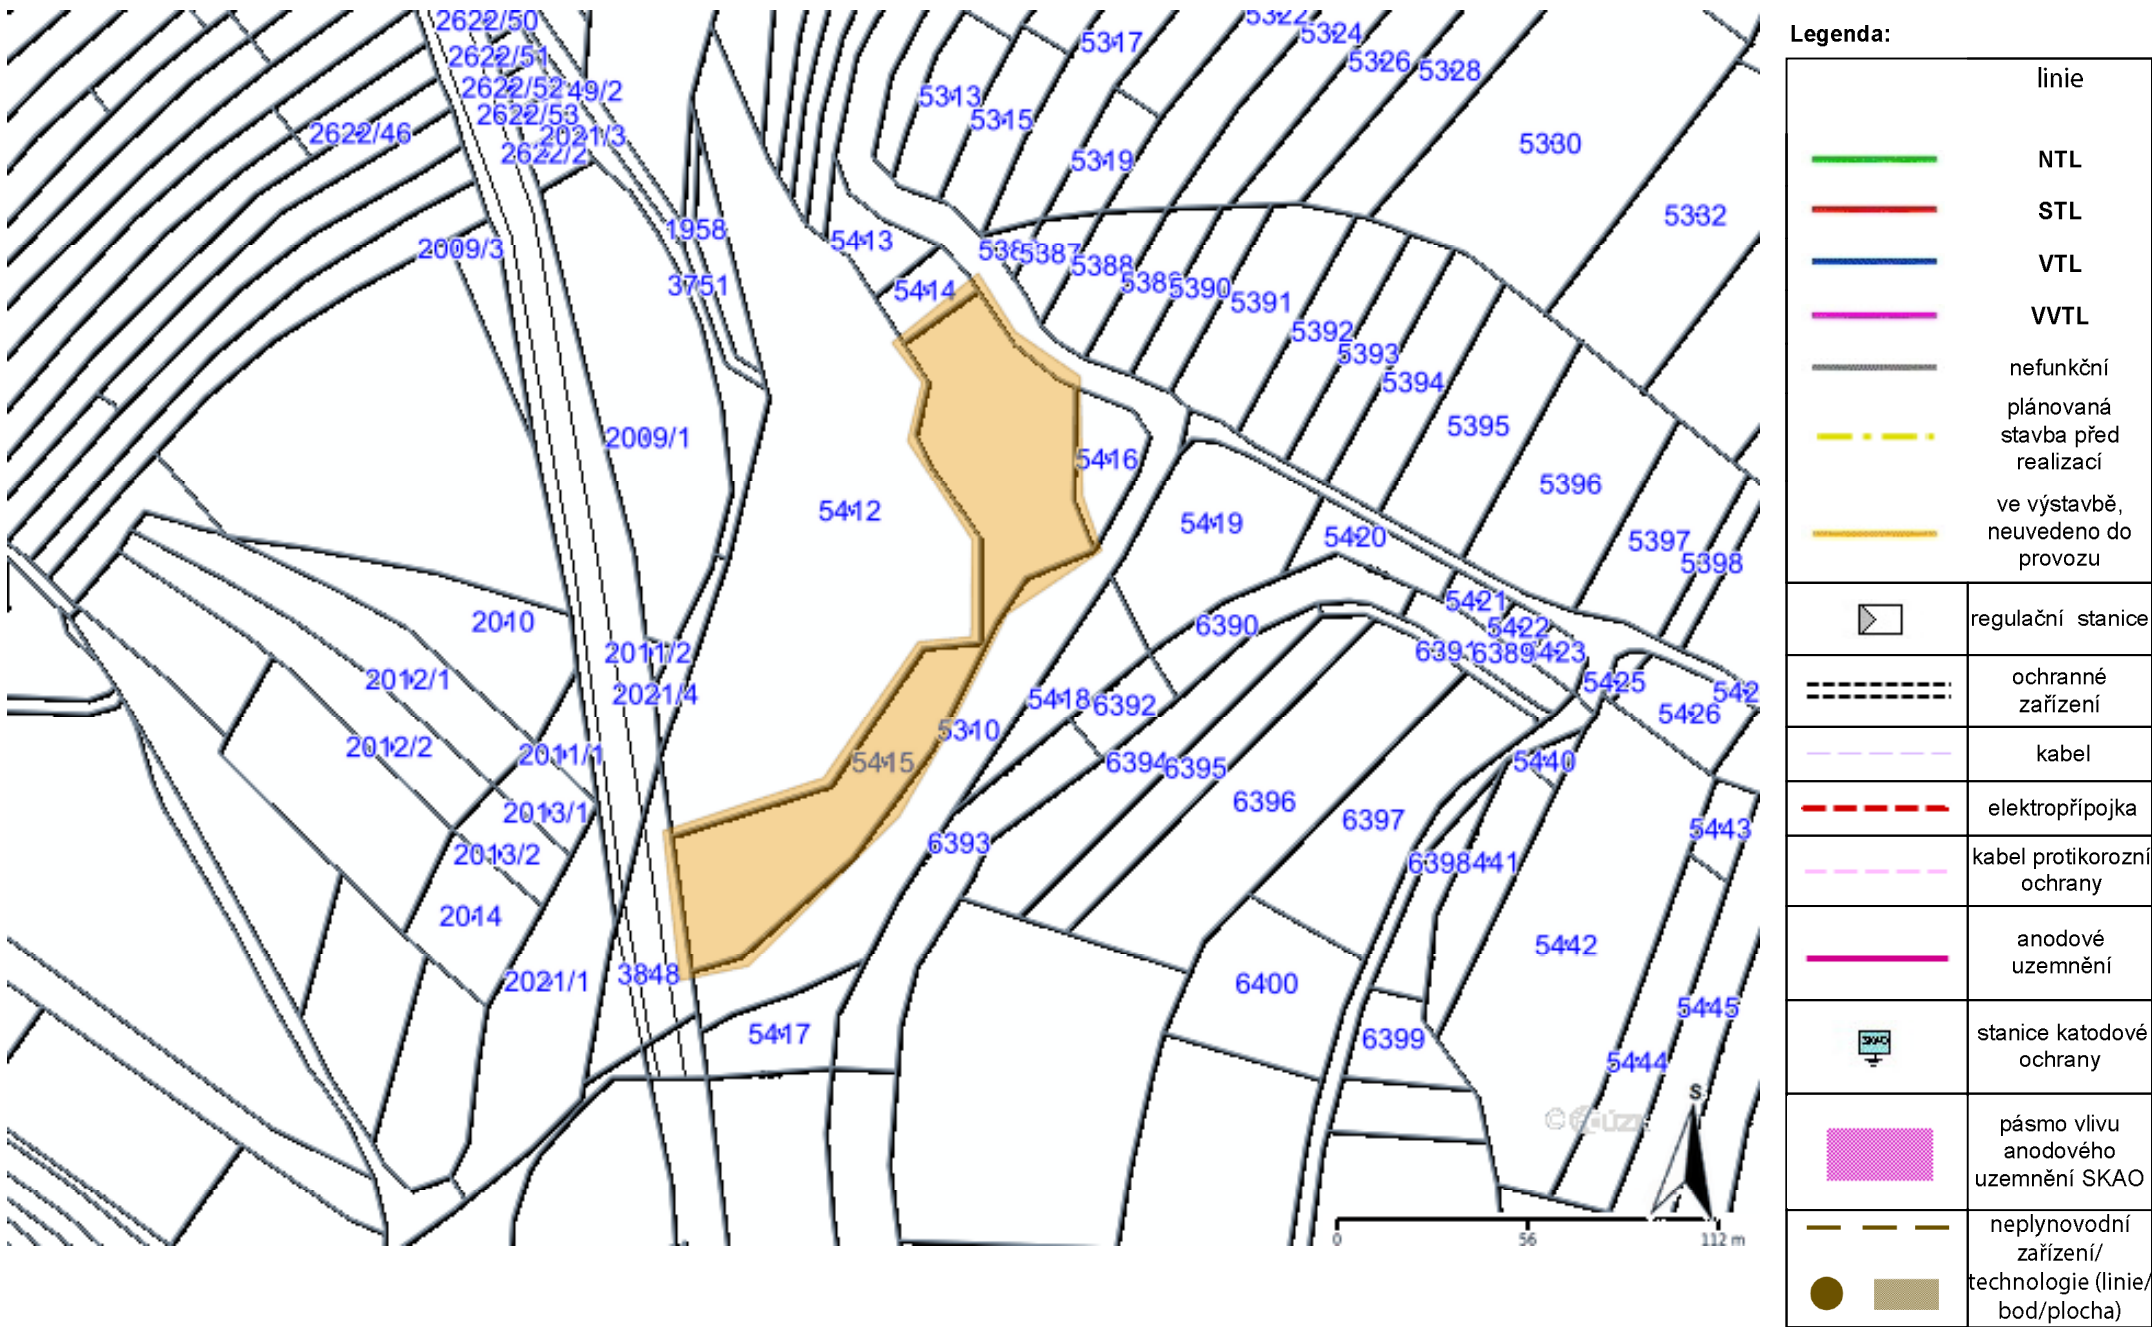 2622/50
2622/51
2622/52
49/2
2622/53
2021/3
2622/2
2622/46
2009/3
1958
3751
5317
5322
5324
5326
5328
5313
5315
5319
5330
5332
5413
5414
5387
5388
5390
5391
5392
5393
5394
5395
5396
5397
5398
2009/1
5412
5416
5419
5420
5421
5422
6389
6390
2010
2011/2
2021/4
2012/1
2012/2
2011/1
2013/1
2013/2
2014
2021/1
3848
5415
5310
5418
6392
6394
6395
6396
6397
6393
5417
5425
5426
5440
5443
6398
5442
5445
5444
6400
6399
S
0 56 112 m
Legenda:
linie
NTL
STL
VTL
VVTL
nefunkční
plánovaná
stavba před
realizací
ve výstavbě,
neuvedeno do
provozu
regulační stanice
ochranné
zařízení
kabel
elektropřípojka
kabel protikorozní
ochrany
anodové
uzemnění
SKAO
stanice katodové
ochrany
pásmo vlivu
anodového
uzemnění SKAO
neplynovodní
zařízení/
technologie (linie/
bod/plocha)